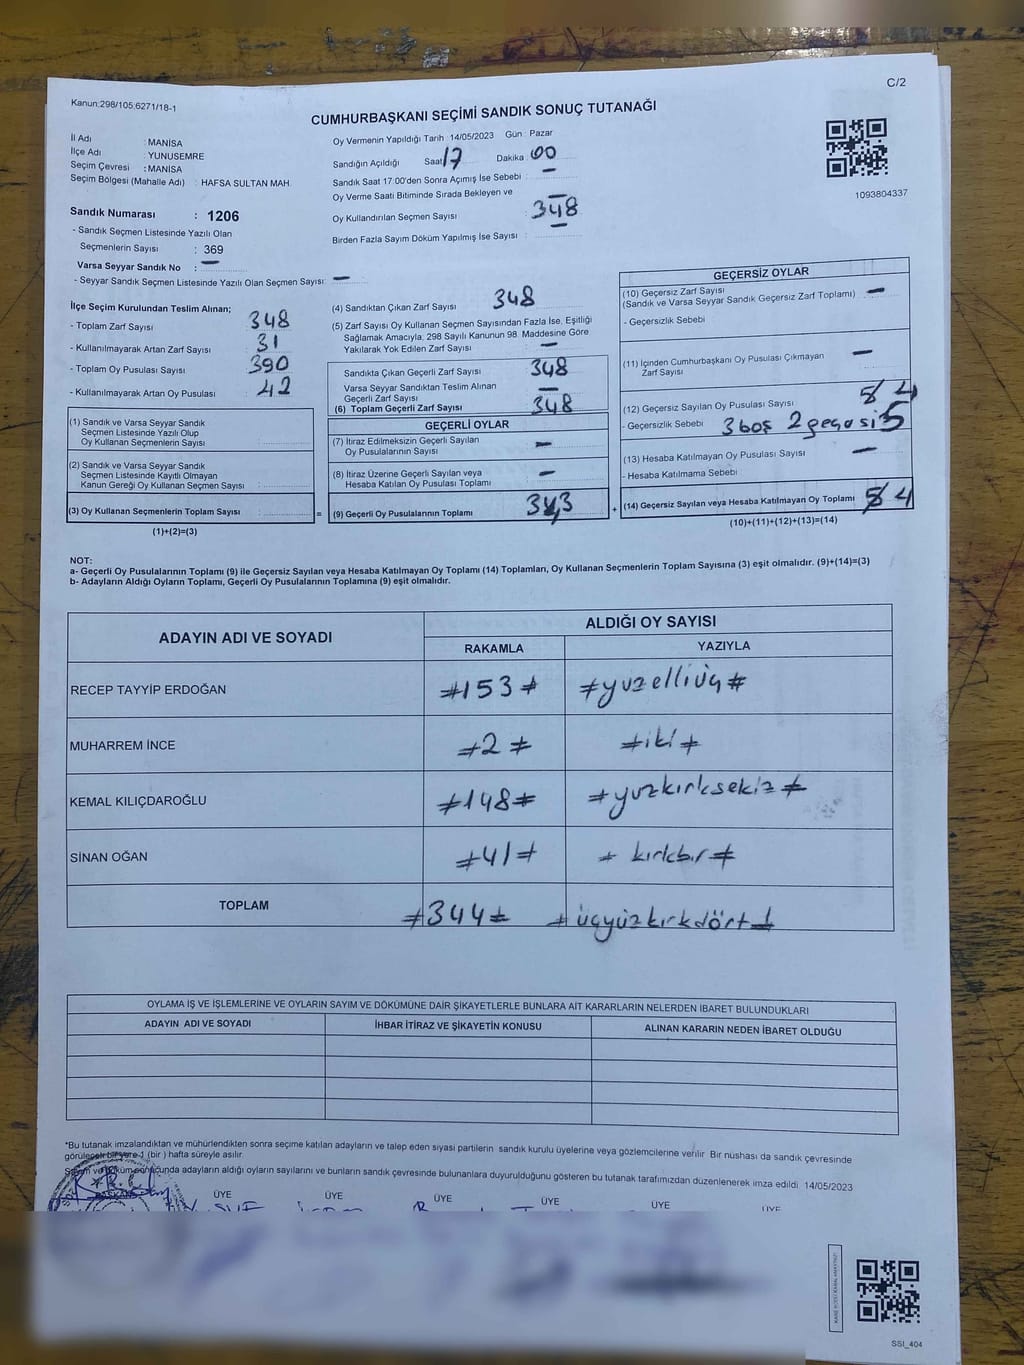 C/2
Kanun:298/105;6271/18-1
CUMHURBAŞKANI SEÇİMİ SANDIK SONUÇ TUTANAĞI
İl Adı : MANİSA
İlçe Adı : YUNUSEMRE
Seçim Çevresi : MANİSA
Seçim Bölgesi (Mahalle Adı) : HAFSA SULTAN MAH.
Sandık Numarası : 1206
- Sandık Seçmen Listesinde Yazılı Olan
Seçmenlerin Sayısı : 369
Varsa Seyyar Sandık No : —
- Seyyar Sandık Seçmen Listesinde Yazılı Olan Seçmen Sayısı: —
Oy Vermenin Yapıldığı Tarih : 14/05/2023 Gün : Pazar
Sandığın Açıldığı Saat 17 Dakika 00
Sandık Saat 17:00'den Sonra Açımış İse Sebebi : —
Oy Verme Saati Bitiminde Sırada Bekleyen ve
Oy Kullandırılan Seçmen Sayısı : 348
Birden Fazla Sayım Döküm Yapılmış İse Sayısı : —
1093804337
İlçe Seçim Kurulundan Teslim Alınan;
- Toplam Zarf Sayısı 348
- Kullanılmayarak Artan Zarf Sayısı 31
- Toplam Oy Pusulası Sayısı 390
- Kullanılmayarak Artan Oy Pusulası 42
(1) Sandık ve Varsa Seyyar Sandık
Seçmen Listesinde Yazılı Olup
Oy Kullanan Seçmenlerin Sayısı :
(2) Sandık ve Varsa Seyyar Sandık
Seçmen Listesinde Kayıtlı Olmayan
Kanun Gereği Oy Kullanan Seçmen Sayısı :
(3) Oy Kullanan Seçmenlerin Toplam Sayısı =
(1)+(2)=(3)
(4) Sandıktan Çıkan Zarf Sayısı 348
(5) Zarf Sayısı Oy Kullanan Seçmen Sayısından Fazla İse, Eşitliği
Sağlamak Amacıyla; 298 Sayılı Kanunun 98. Maddesine Göre
Yakılarak Yok Edilen Zarf Sayısı —
Sandıkta Çıkan Geçerli Zarf Sayısı 348
Varsa Seyyar Sandıktan Teslim Alınan
Geçerli Zarf Sayısı —
(6) Toplam Geçerli Zarf Sayısı 348
GEÇERLİ OYLAR
(7) İtiraz Edilmeksizin Geçerli Sayılan
Oy Pusulalarının Sayısı —
(8) İtiraz Üzerine Geçerli Sayılan veya
Hesaba Katılan Oy Pusulası Toplamı —
(9) Geçerli Oy Pusulalarının Toplamı 343 +
GEÇERSİZ OYLAR
(10) Geçersiz Zarf Sayısı
(Sandık ve Varsa Seyyar Sandık Geçersiz Zarf Toplamı) —
- Geçersizlik Sebebi
(11) İçinden Cumhurbaşkanı Oy Pusulası Çıkmayan
Zarf Sayısı —
(12) Geçersiz Sayılan Oy Pusulası Sayısı 5 4
- Geçersizlik Sebebi 3 boş 2
(13) Hesaba Katılmayan Oy Pusulası Sayısı —
- Hesaba Katılmama Sebebi
(14) Geçersiz Sayılan veya Hesaba Katılmayan Oy Toplamı 5 4
(10)+(11)+(12)+(13)=(14)
NOT:
a- Geçerli Oy Pusulalarının Toplamı (9) ile Geçersiz Sayılan veya Hesaba Katılmayan Oy Toplamı (14) Toplamları, Oy Kullanan Seçmenlerin Toplam Sayısına (3) eşit olmalıdır. (9)+(14)=(3)
b- Adayların Aldığı Oyların Toplamı, Geçerli Oy Pusulalarının Toplamına (9) eşit olmalıdır.
ADAYIN ADI VE SOYADI ALDIĞI OY SAYISI
RAKAMLA YAZIYLA
RECEP TAYYİP ERDOĞAN #153# #yuzelliüç#
MUHARREM İNCE #2# #iki#
KEMAL KILIÇDAROĞLU #148# #yuzkırksekiz#
SİNAN OĞAN #41# # kırkbir#
TOPLAM #344# # üçyüzkırkdört #
OYLAMA İŞ VE İŞLEMLERİNE VE OYLARIN SAYIM VE DÖKÜMÜNE DAİR ŞİKAYETLERLE BUNLARA AİT KARARLARIN NELERDEN İBARET BULUNDUKLARI
ADAYIN ADI VE SOYADI İHBAR İTİRAZ VE ŞİKAYETİN KONUSU ALINAN KARARIN NEDEN İBARET OLDUĞU
*Bu tutanak imzalandıktan ve mühürlendikten sonra seçime katılan adayların ve talep eden siyasi partilerin sandık kurulu üyelerine veya gözlemcilerine verilir. Bir nüshası da sandık çevresinde
görülecek bir yere 1 (bir) hafta süreyle asılır.
Sayım ve döküm sonucunda adayların aldığı oyların sayılarını ve bunların sandık çevresinde bulunanlara duyurulduğunu gösteren bu tutanak tarafımızdan düzenlenerek imza edildi. 14/05/2023
BAŞKAN ÜYE ÜYE ÜYE ÜYE ÜYE ÜYE
SSI_404